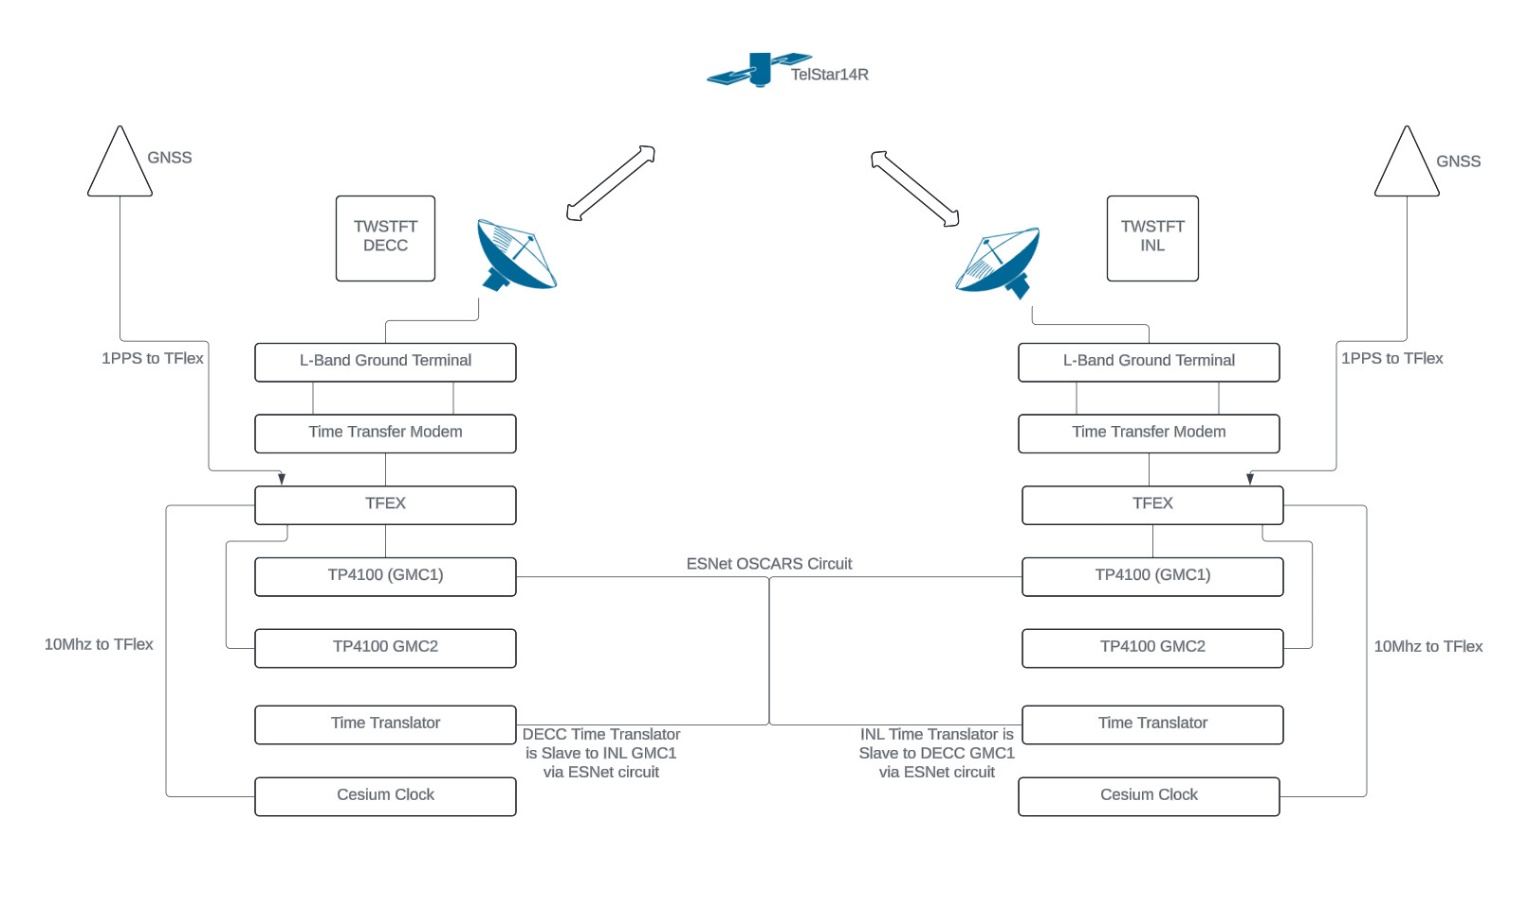 TelStar14R
GNSS
GNSS
TWSTFT
DECC
TWSTFT
INL
1PPS to TFlex
L-Band Ground Terminal
L-Band Ground Terminal
1PPS to TFlex
Time Transfer Modem
Time Transfer Modem
TFEX
TFEX
ESNet OSCARS Circuit
TP4100 (GMC1)
TP4100 (GMC1)
10Mhz to TFlex
TP4100 GMC2
TP4100 GMC2
10Mhz to TFlex
Time Translator
Time Translator
DECC Time Translator
is Slave to INL GMC1
via ESNet circuit
INL Time Translator is
Slave to DECC GMC1
via ESNet circuit
Cesium Clock
Cesium Clock